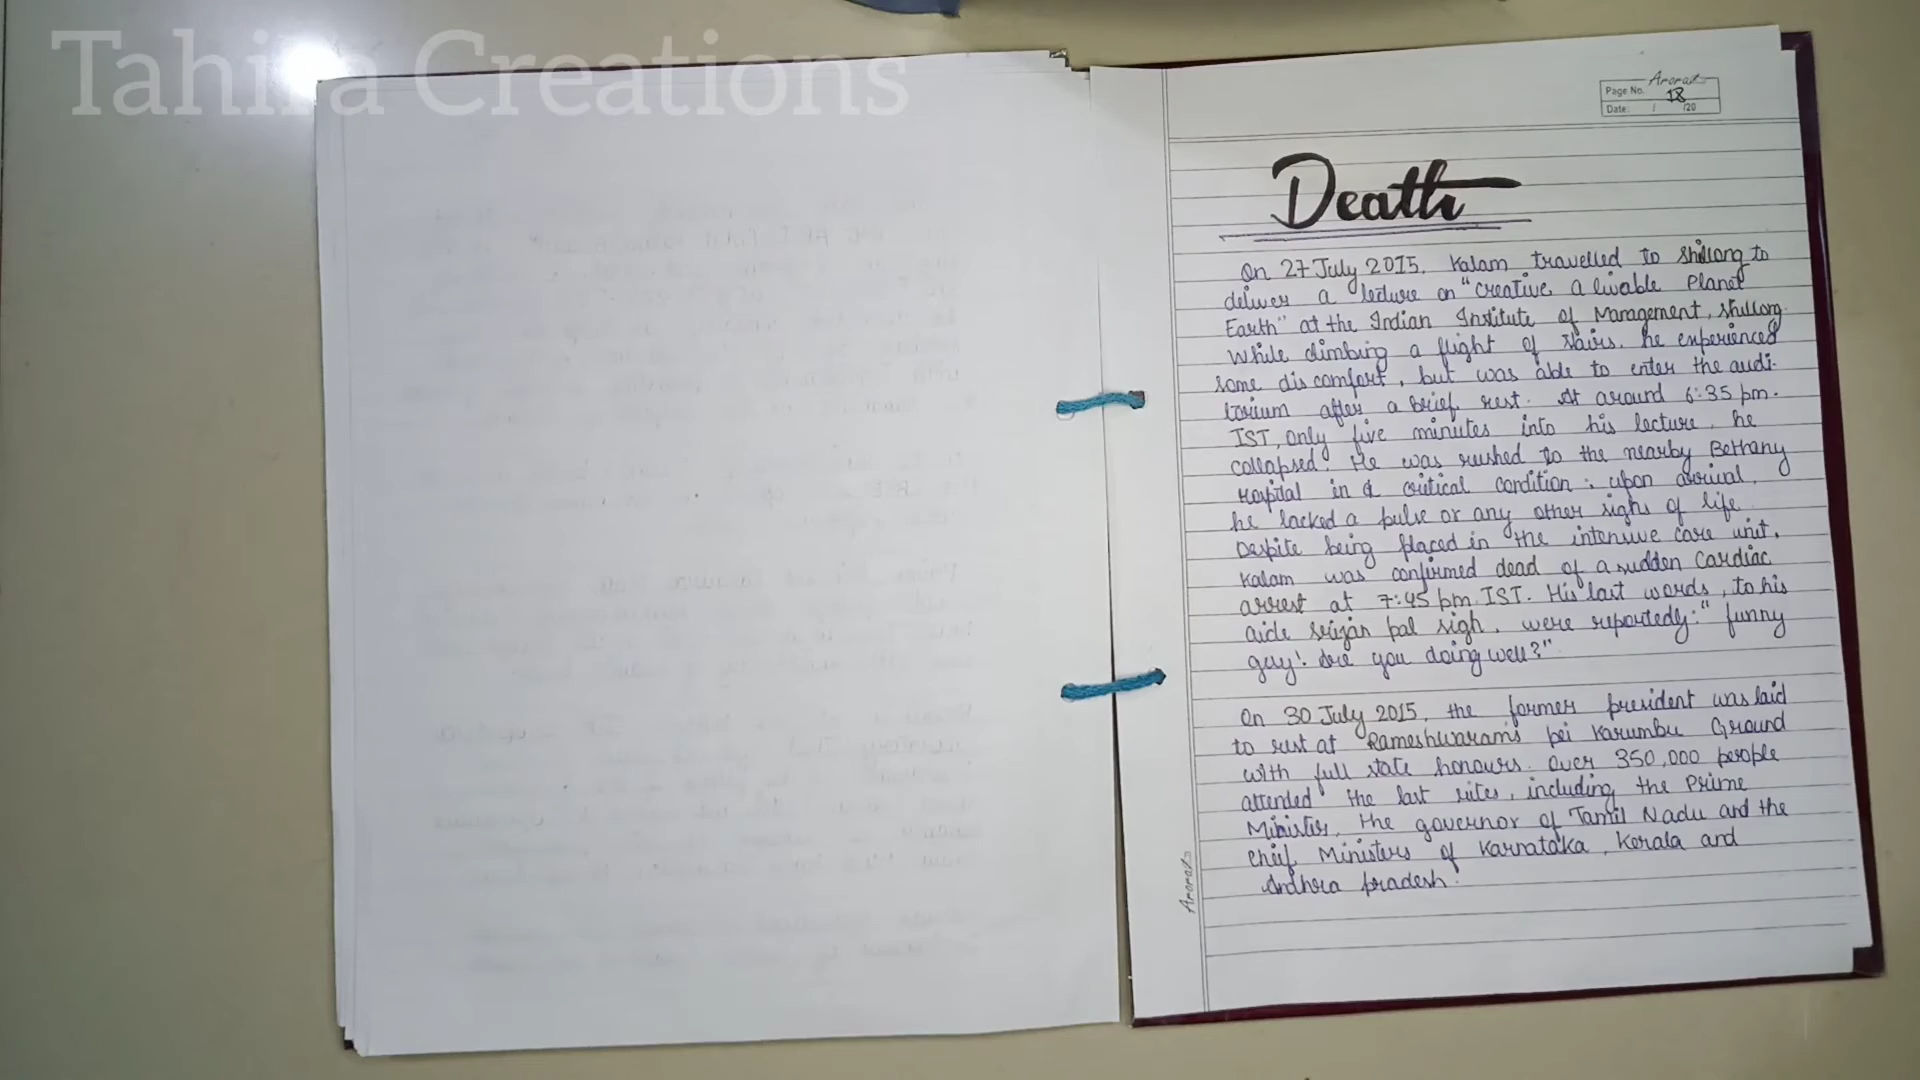 Tahira Creations
Arorax
Page No. 18
Date: / /20
Death
On 27 July 2015, Kalam travelled to Shillong to
deliver a lecture on "Creative a livable Planet
Earth" at the Indian Institute of Management, Shillong.
While climbing a flight of stairs, he experienced
some dis comfort, but was able to enter the audi-
torium after a brief rest. At around 6:35 pm.
IST, only five minutes into his lecture, he
collapsed. He was rushed to the nearby Bethany
Hospital in a critical condition; upon arrival,
he lacked a pulse or any other signs of life.
Despite being placed in the intensive care unit,
Kalam was confirmed dead of a sudden cardiac
arrest at 7:45 pm IST. His last words, to his
aide Srijan pal sigh, were reportedly: "funny
guy! Are you doing well?"
On 30 July 2015, the former president was laid
to rest at Rameshwaram's pei Karumbu Ground
with full state honours. Over 350,000 perople
attended the last rites, including the Prime
Minister, the governor of Tamil Nadu and the
chief Ministers of Karnataka, Kerala and
Andhra pradesh.
Arorax